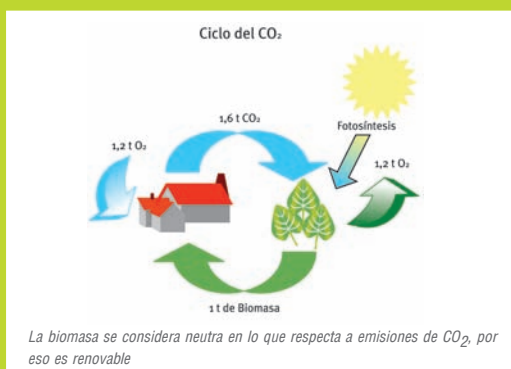 Ciclo del CO₂
1,6 t CO₂
Fotosíntesis
1,2 t O₂
1,2 t O₂
1 t de Biomasa
La biomasa se considera neutra en lo que respecta a emisiones de CO₂, por
eso es renovable